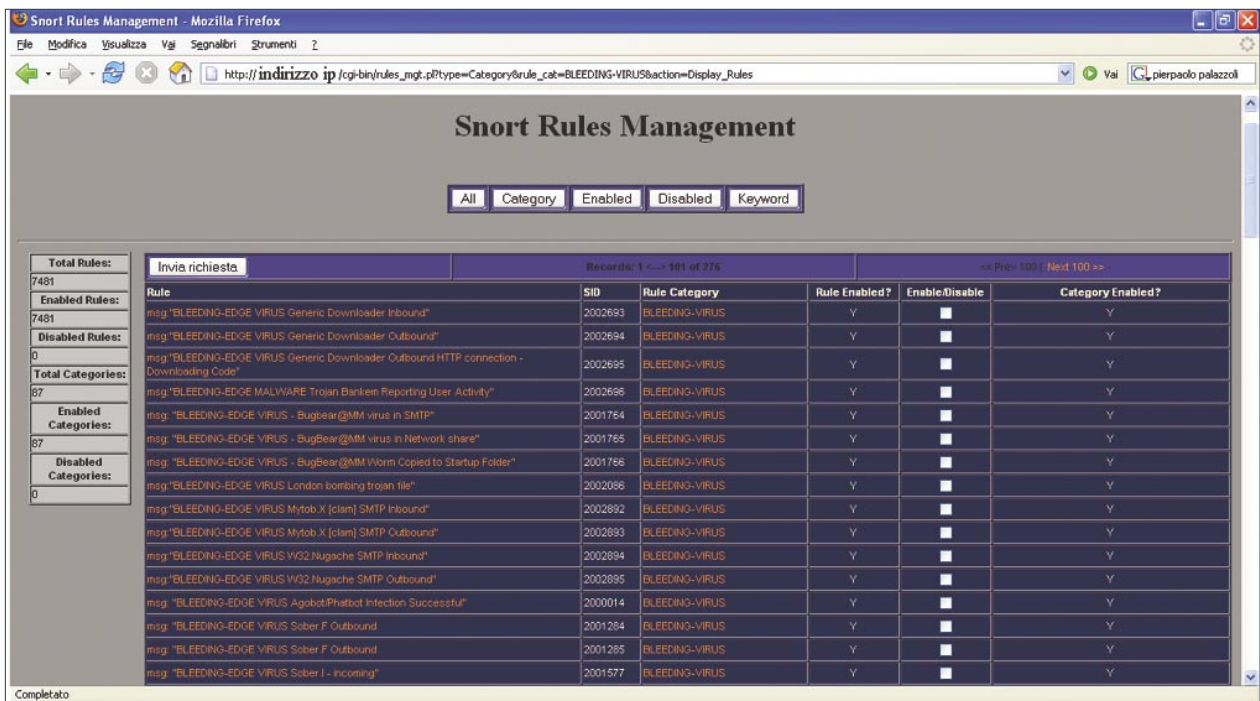 Snort Rules Management - Mozilla Firefox
File Modifica Visualizza Vai Segnalibri Strumenti ?
http://indirizzo ip/cgi-bin/rules_mgt.pl?type=Category&rule_cat=BLEEDING-VIRUS&action=Display_Rules Vai pierpaolo palazzoli
Snort Rules Management
All Category Enabled Disabled Keyword
Total Rules:
7481
Enabled Rules:
7481
Disabled Rules:
0
Total Categories:
87
Enabled
Categories:
87
Disabled
Categories:
0
Invia richiesta Records: 1 <--> 101 of 276 << Prev 100 | Next 100 >>
Rule SID Rule Category Rule Enabled? Enable/Disable Category Enabled?
msg:"BLEEDING-EDGE VIRUS Generic Downloader Inbound" 2002693 BLEEDING-VIRUS Y Y
msg:"BLEEDING-EDGE VIRUS Generic Downloader Outbound" 2002694 BLEEDING-VIRUS Y Y
msg:"BLEEDING-EDGE VIRUS Generic Downloader Outbound HTTP connection -
Downloading Code" 2002695 BLEEDING-VIRUS Y Y
msg:"BLEEDING-EDGE MALWARE Trojan Bankem Reporting User Activity" 2002696 BLEEDING-VIRUS Y Y
msg: "BLEEDING-EDGE VIRUS - Bugbear@MM virus in SMTP" 2001764 BLEEDING-VIRUS Y Y
msg: "BLEEDING-EDGE VIRUS - BugBear@MM virus in Network share" 2001765 BLEEDING-VIRUS Y Y
msg: "BLEEDING-EDGE VIRUS - BugBear@MM Worm Copied to Startup Folder" 2001766 BLEEDING-VIRUS Y Y
msg:"BLEEDING-EDGE VIRUS London bombing trojan file" 2002086 BLEEDING-VIRUS Y Y
msg:"BLEEDING-EDGE VIRUS Mytob.X [clam] SMTP Inbound" 2002892 BLEEDING-VIRUS Y Y
msg:"BLEEDING-EDGE VIRUS Mytob.X [clam] SMTP Outbound" 2002893 BLEEDING-VIRUS Y Y
msg:"BLEEDING-EDGE VIRUS W32.Nugache SMTP Inbound" 2002894 BLEEDING-VIRUS Y Y
msg:"BLEEDING-EDGE VIRUS W32.Nugache SMTP Outbound" 2002895 BLEEDING-VIRUS Y Y
msg: "BLEEDING-EDGE VIRUS Agobot/Phatbot Infection Successful" 2000014 BLEEDING-VIRUS Y Y
msg: "BLEEDING-EDGE VIRUS Sober.F Outbound 2001284 BLEEDING-VIRUS Y Y
msg: "BLEEDING-EDGE VIRUS Sober.F Outbound 2001285 BLEEDING-VIRUS Y Y
msg: "BLEEDING-EDGE VIRUS Sober.I - incoming" 2001577 BLEEDING-VIRUS Y Y
Completato